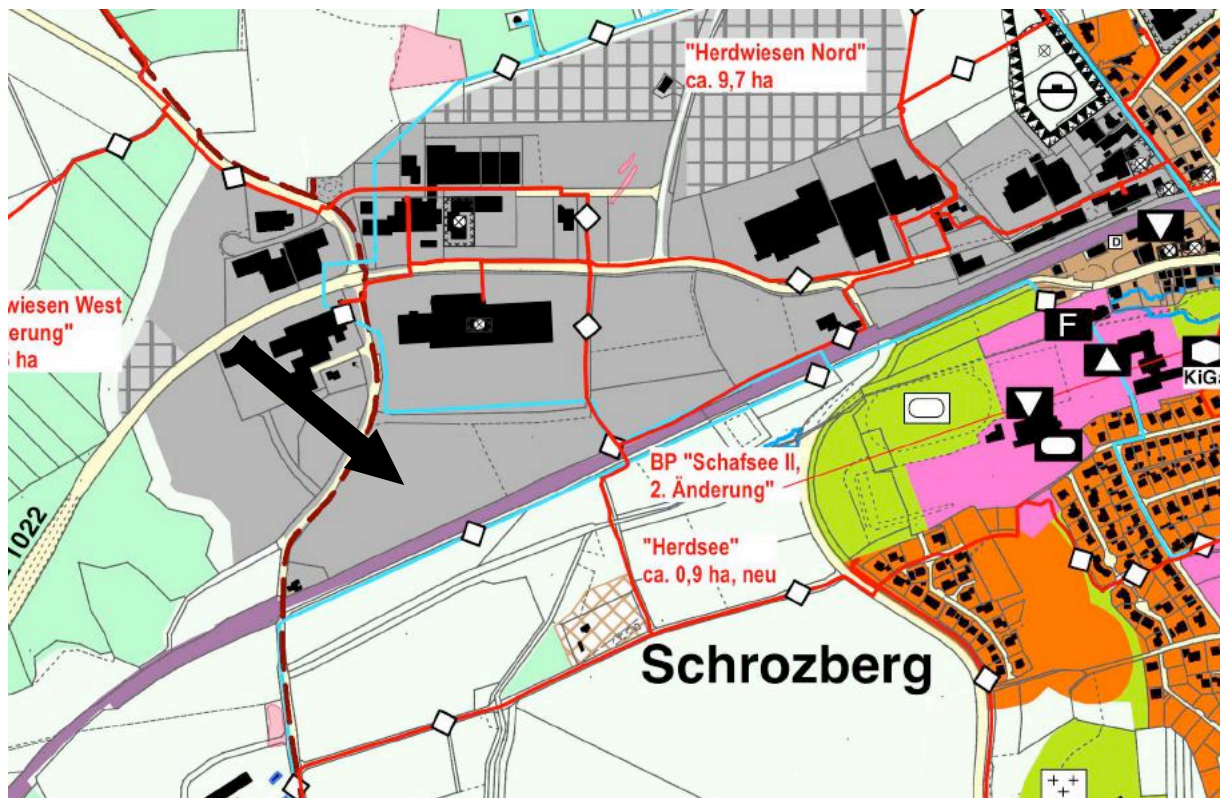 "Herdwiesen Nord"
ca. 9,7 ha
D
wiesen West
erung"
ha
F
KiGa
BP "Schafsee II,
2. Änderung"
1022
"Herdsee"
ca. 0,9 ha, neu
Schrozberg